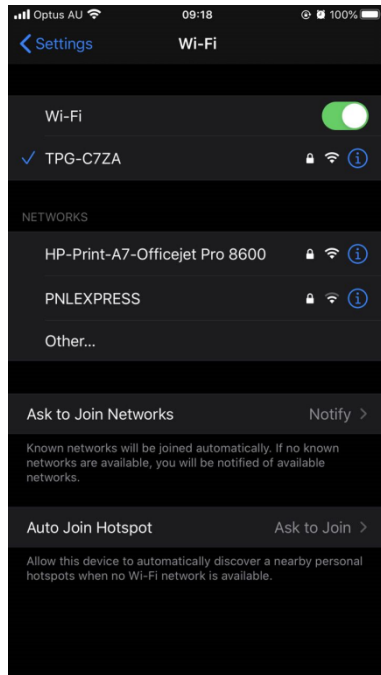 Optus AU 09:18 100%
Settings Wi-Fi
Wi-Fi
TPG-C7ZA
NETWORKS
HP-Print-A7-Officejet Pro 8600
PNLEXPRESS
Other...
Ask to Join Networks Notify
Known networks will be joined automatically. If no known
networks are available, you will be notified of available
networks.
Auto Join Hotspot Ask to Join
Allow this device to automatically discover a nearby personal
hotspots when no Wi-Fi network is available.